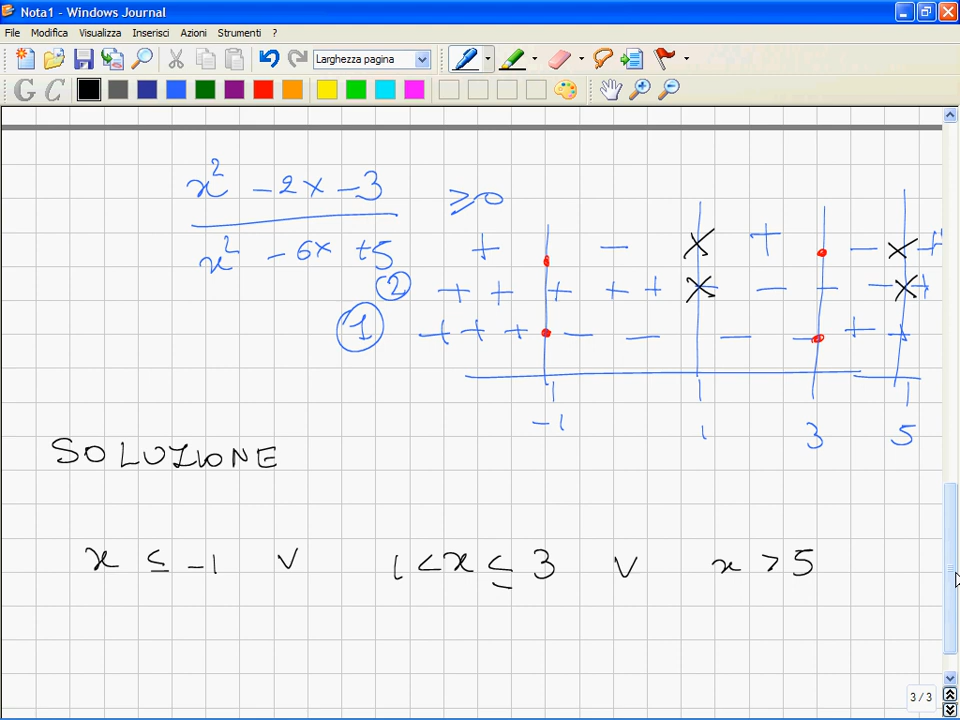 Nota1 - Windows Journal
File Modifica Visualizza Inserisci Azioni Strumenti ?
Larghezza pagina
G C
x² - 2x - 3 ≥ 0
x² - 6x + 5
+ - × + - × +
② + + + + + × - - - × +
① + + + - - - - + +
-1 1 3 5
SOLUZIONE
x ≤ -1 ∨ 1 < x ≤ 3 ∨ x > 5
3 / 3